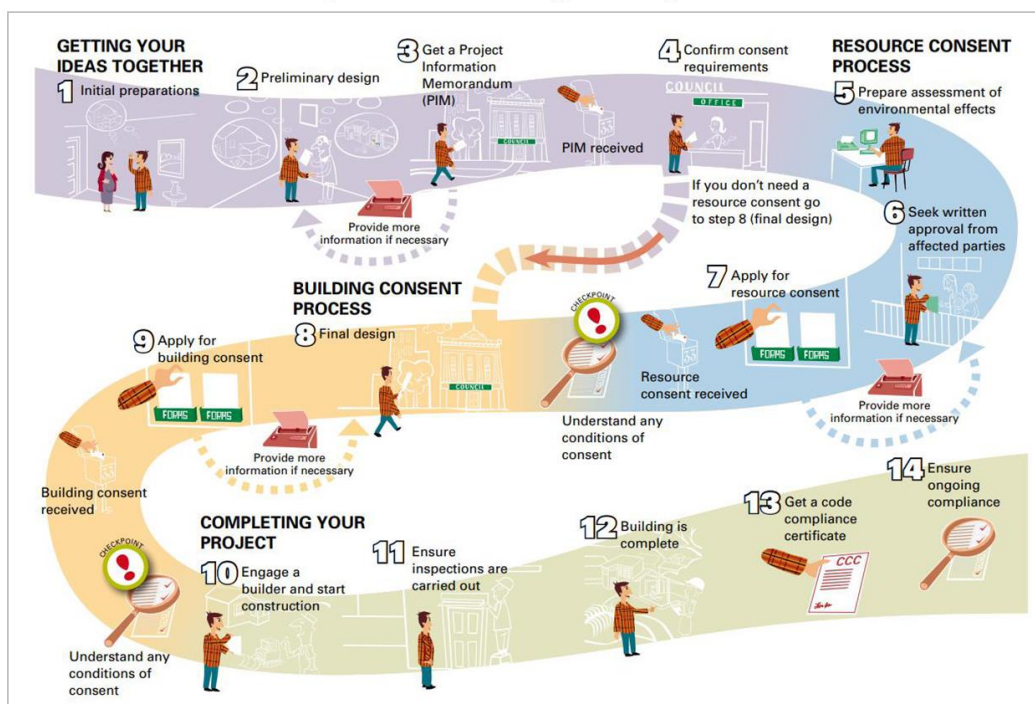 GETTING YOUR
IDEAS TOGETHER
1 Initial preparations
2 Preliminary design
3 Get a Project
Information
Memorandum
(PIM)
COUNCIL
PIM received
Provide more
information if necessary
4 Confirm consent
requirements
COUNCIL
OFFICE
If you don't need a
resource consent go
to step 8 (final design)
RESOURCE CONSENT
PROCESS
5 Prepare assessment of
environmental effects
6 Seek written
approval from
affected parties
7 Apply for
resource consent
FORMS FORMS
Provide more
information if necessary
Resource
consent received
CHECKPOINT
Understand any
conditions of
consent
BUILDING CONSENT
PROCESS
8 Final design
COUNCIL
9 Apply for
building consent
FORMS FORMS
Provide more
information if necessary
Building consent
received
CHECKPOINT
Understand any
conditions of
consent
COMPLETING YOUR
PROJECT
10 Engage a
builder and start
construction
11 Ensure
inspections are
carried out
12 Building is
complete
13 Get a code
compliance
certificate
CCC
14 Ensure
ongoing
compliance